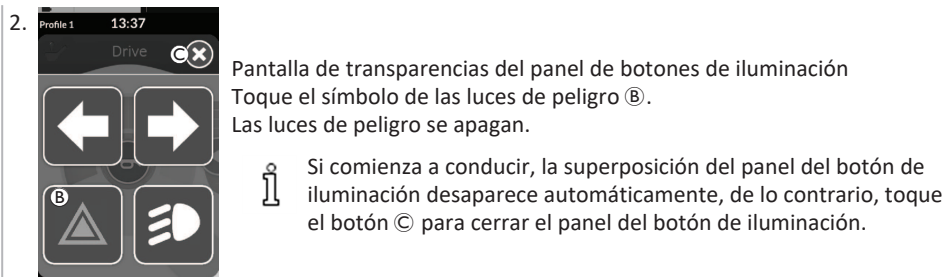 2.
Profile 1 13:37
Drive Ⓒ
Pantalla de transparencias del panel de botones de iluminación
Toque el símbolo de las luces de peligro Ⓑ.
Las luces de peligro se apagan.
Si comienza a conducir, la superposición del panel del botón de
iluminación desaparece automáticamente, de lo contrario, toque
el botón Ⓒ para cerrar el panel del botón de iluminación.
Ⓑ